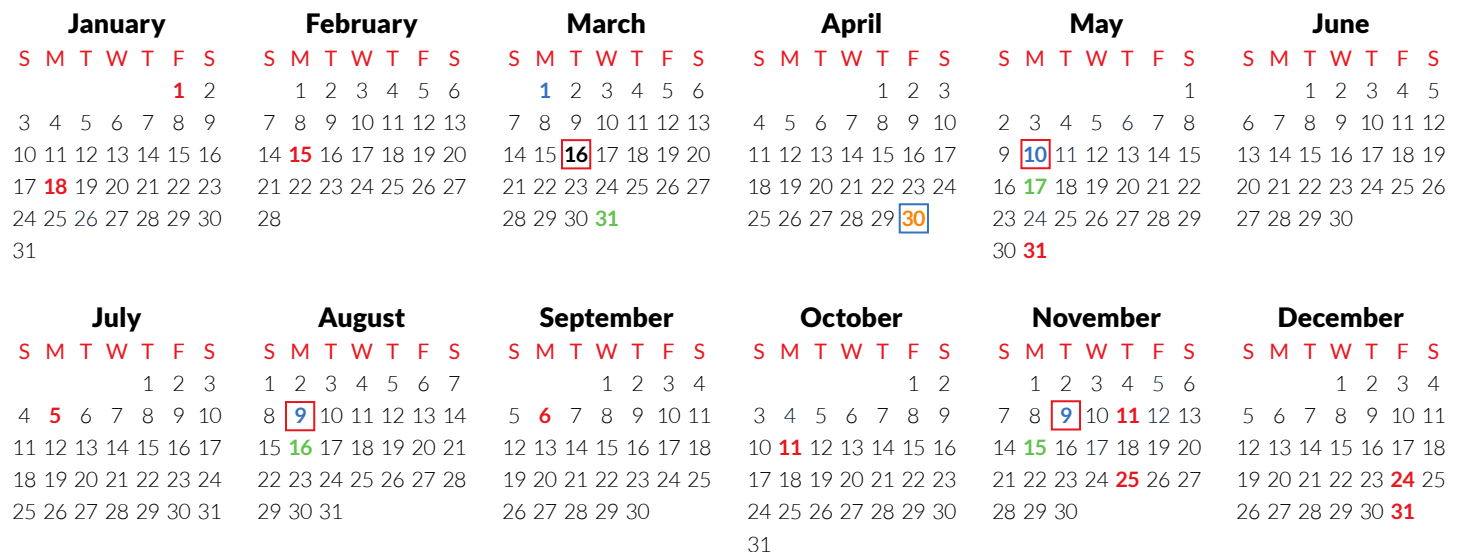 January February March April May June
S M T W T F S S M T W T F S S M T W T F S S M T W T F S S M T W T F S S M T W T F S
1 2 1 2 3 4 5 6 1 2 3 4 5 6 1 2 3 1 1 2 3 4 5
3 4 5 6 7 8 9 7 8 9 10 11 12 13 7 8 9 10 11 12 13 4 5 6 7 8 9 10 2 3 4 5 6 7 8 6 7 8 9 10 11 12
10 11 12 13 14 15 16 14 15 16 17 18 19 20 14 15 16 17 18 19 20 11 12 13 14 15 16 17 9 10 11 12 13 14 15 13 14 15 16 17 18 19
17 18 19 20 21 22 23 21 22 23 24 25 26 27 21 22 23 24 25 26 27 18 19 20 21 22 23 24 16 17 18 19 20 21 22 20 21 22 23 24 25 26
24 25 26 27 28 29 30 28 28 29 30 31 25 26 27 28 29 30 23 24 25 26 27 28 29 27 28 29 30
31 30 31
July August September October November December
S M T W T F S S M T W T F S S M T W T F S S M T W T F S S M T W T F S S M T W T F S
1 2 3 1 2 3 4 5 6 7 1 2 3 4 1 2 1 2 3 4 5 6 1 2 3 4
4 5 6 7 8 9 10 8 9 10 11 12 13 14 5 6 7 8 9 10 11 3 4 5 6 7 8 9 7 8 9 10 11 12 13 5 6 7 8 9 10 11
11 12 13 14 15 16 17 15 16 17 18 19 20 21 12 13 14 15 16 17 18 10 11 12 13 14 15 16 14 15 16 17 18 19 20 12 13 14 15 16 17 18
18 19 20 21 22 23 24 22 23 24 25 26 27 28 19 20 21 22 23 24 25 17 18 19 20 21 22 23 21 22 23 24 25 26 27 19 20 21 22 23 24 25
25 26 27 28 29 30 31 29 30 31 26 27 28 29 30 24 25 26 27 28 29 30 28 29 30 26 27 28 29 30 31
31